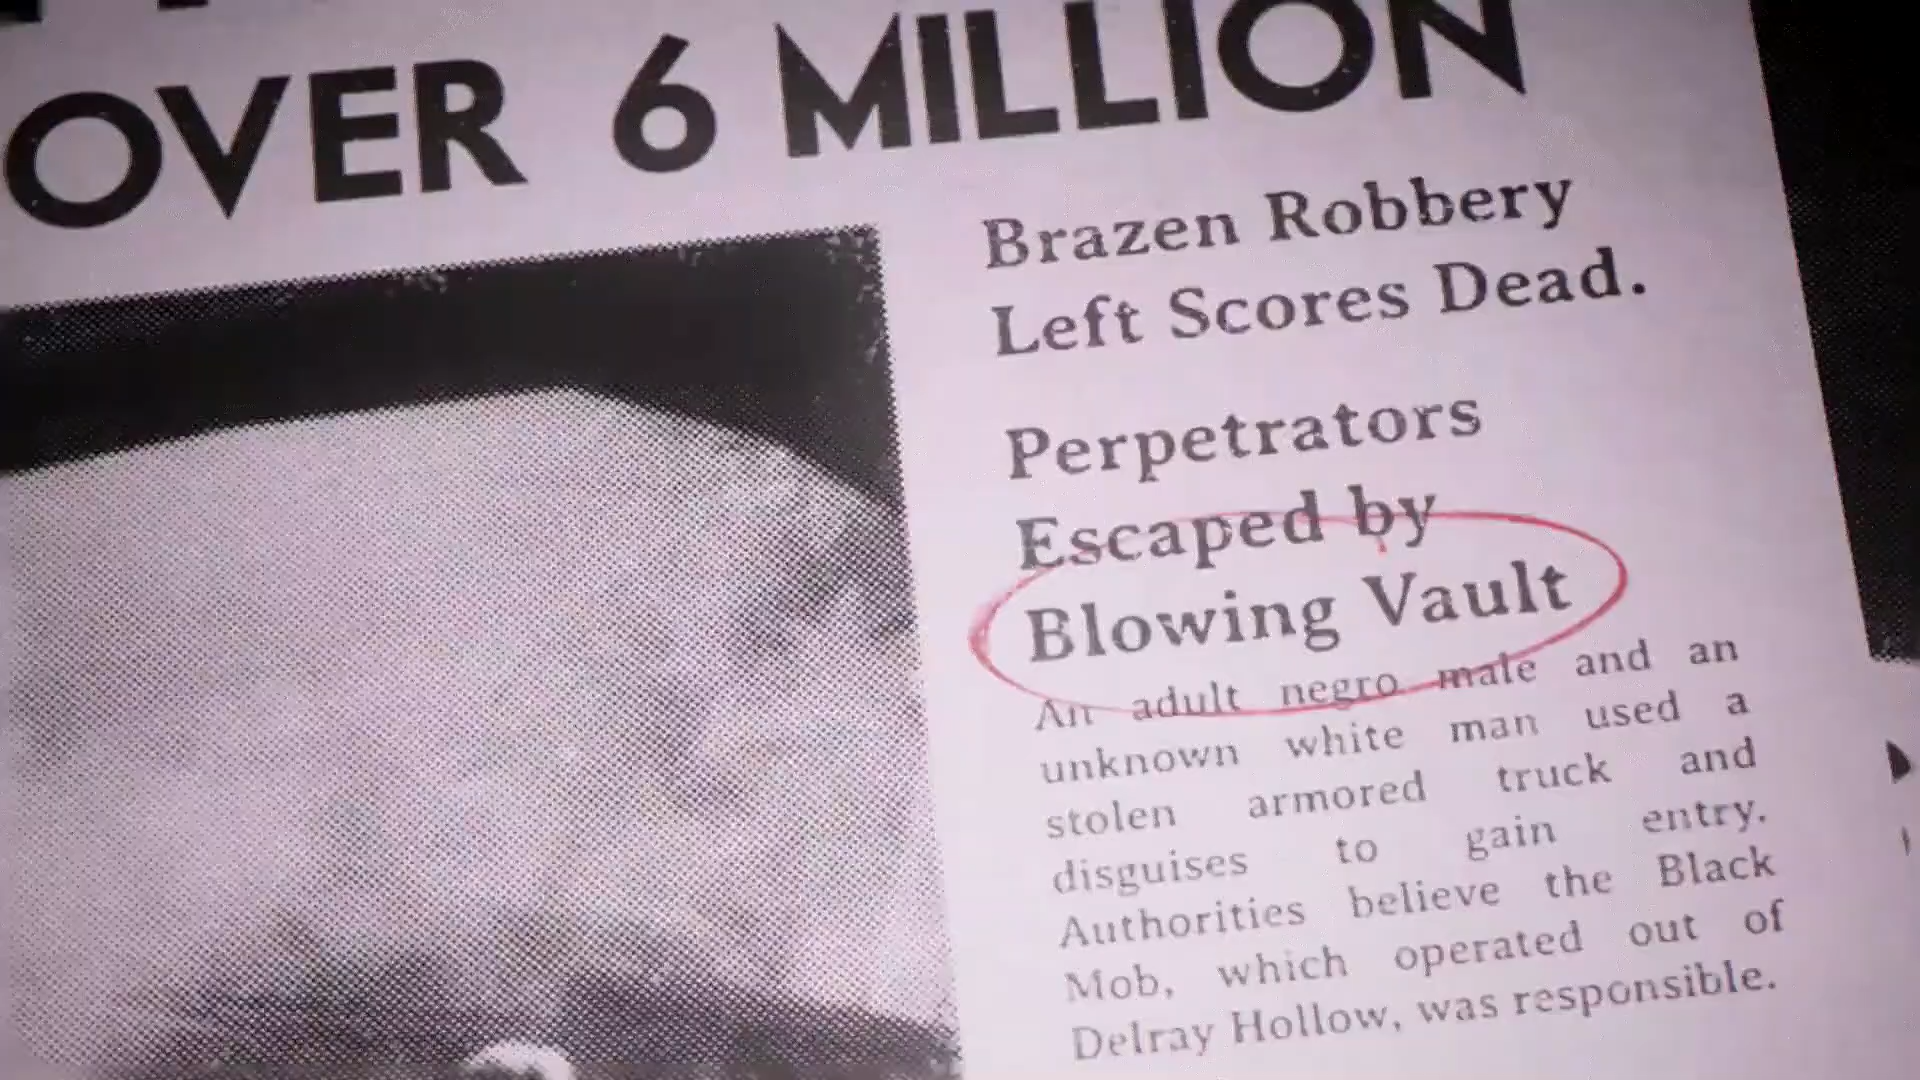 OVER 6 MILLION
Brazen Robbery
Left Scores Dead.
Perpetrators
Escaped by
Blowing Vault
An adult negro male and an
unknown white man used a
stolen armored truck and
disguises to gain entry.
Authorities believe the Black
Mob, which operated out of
Delray Hollow, was responsible.